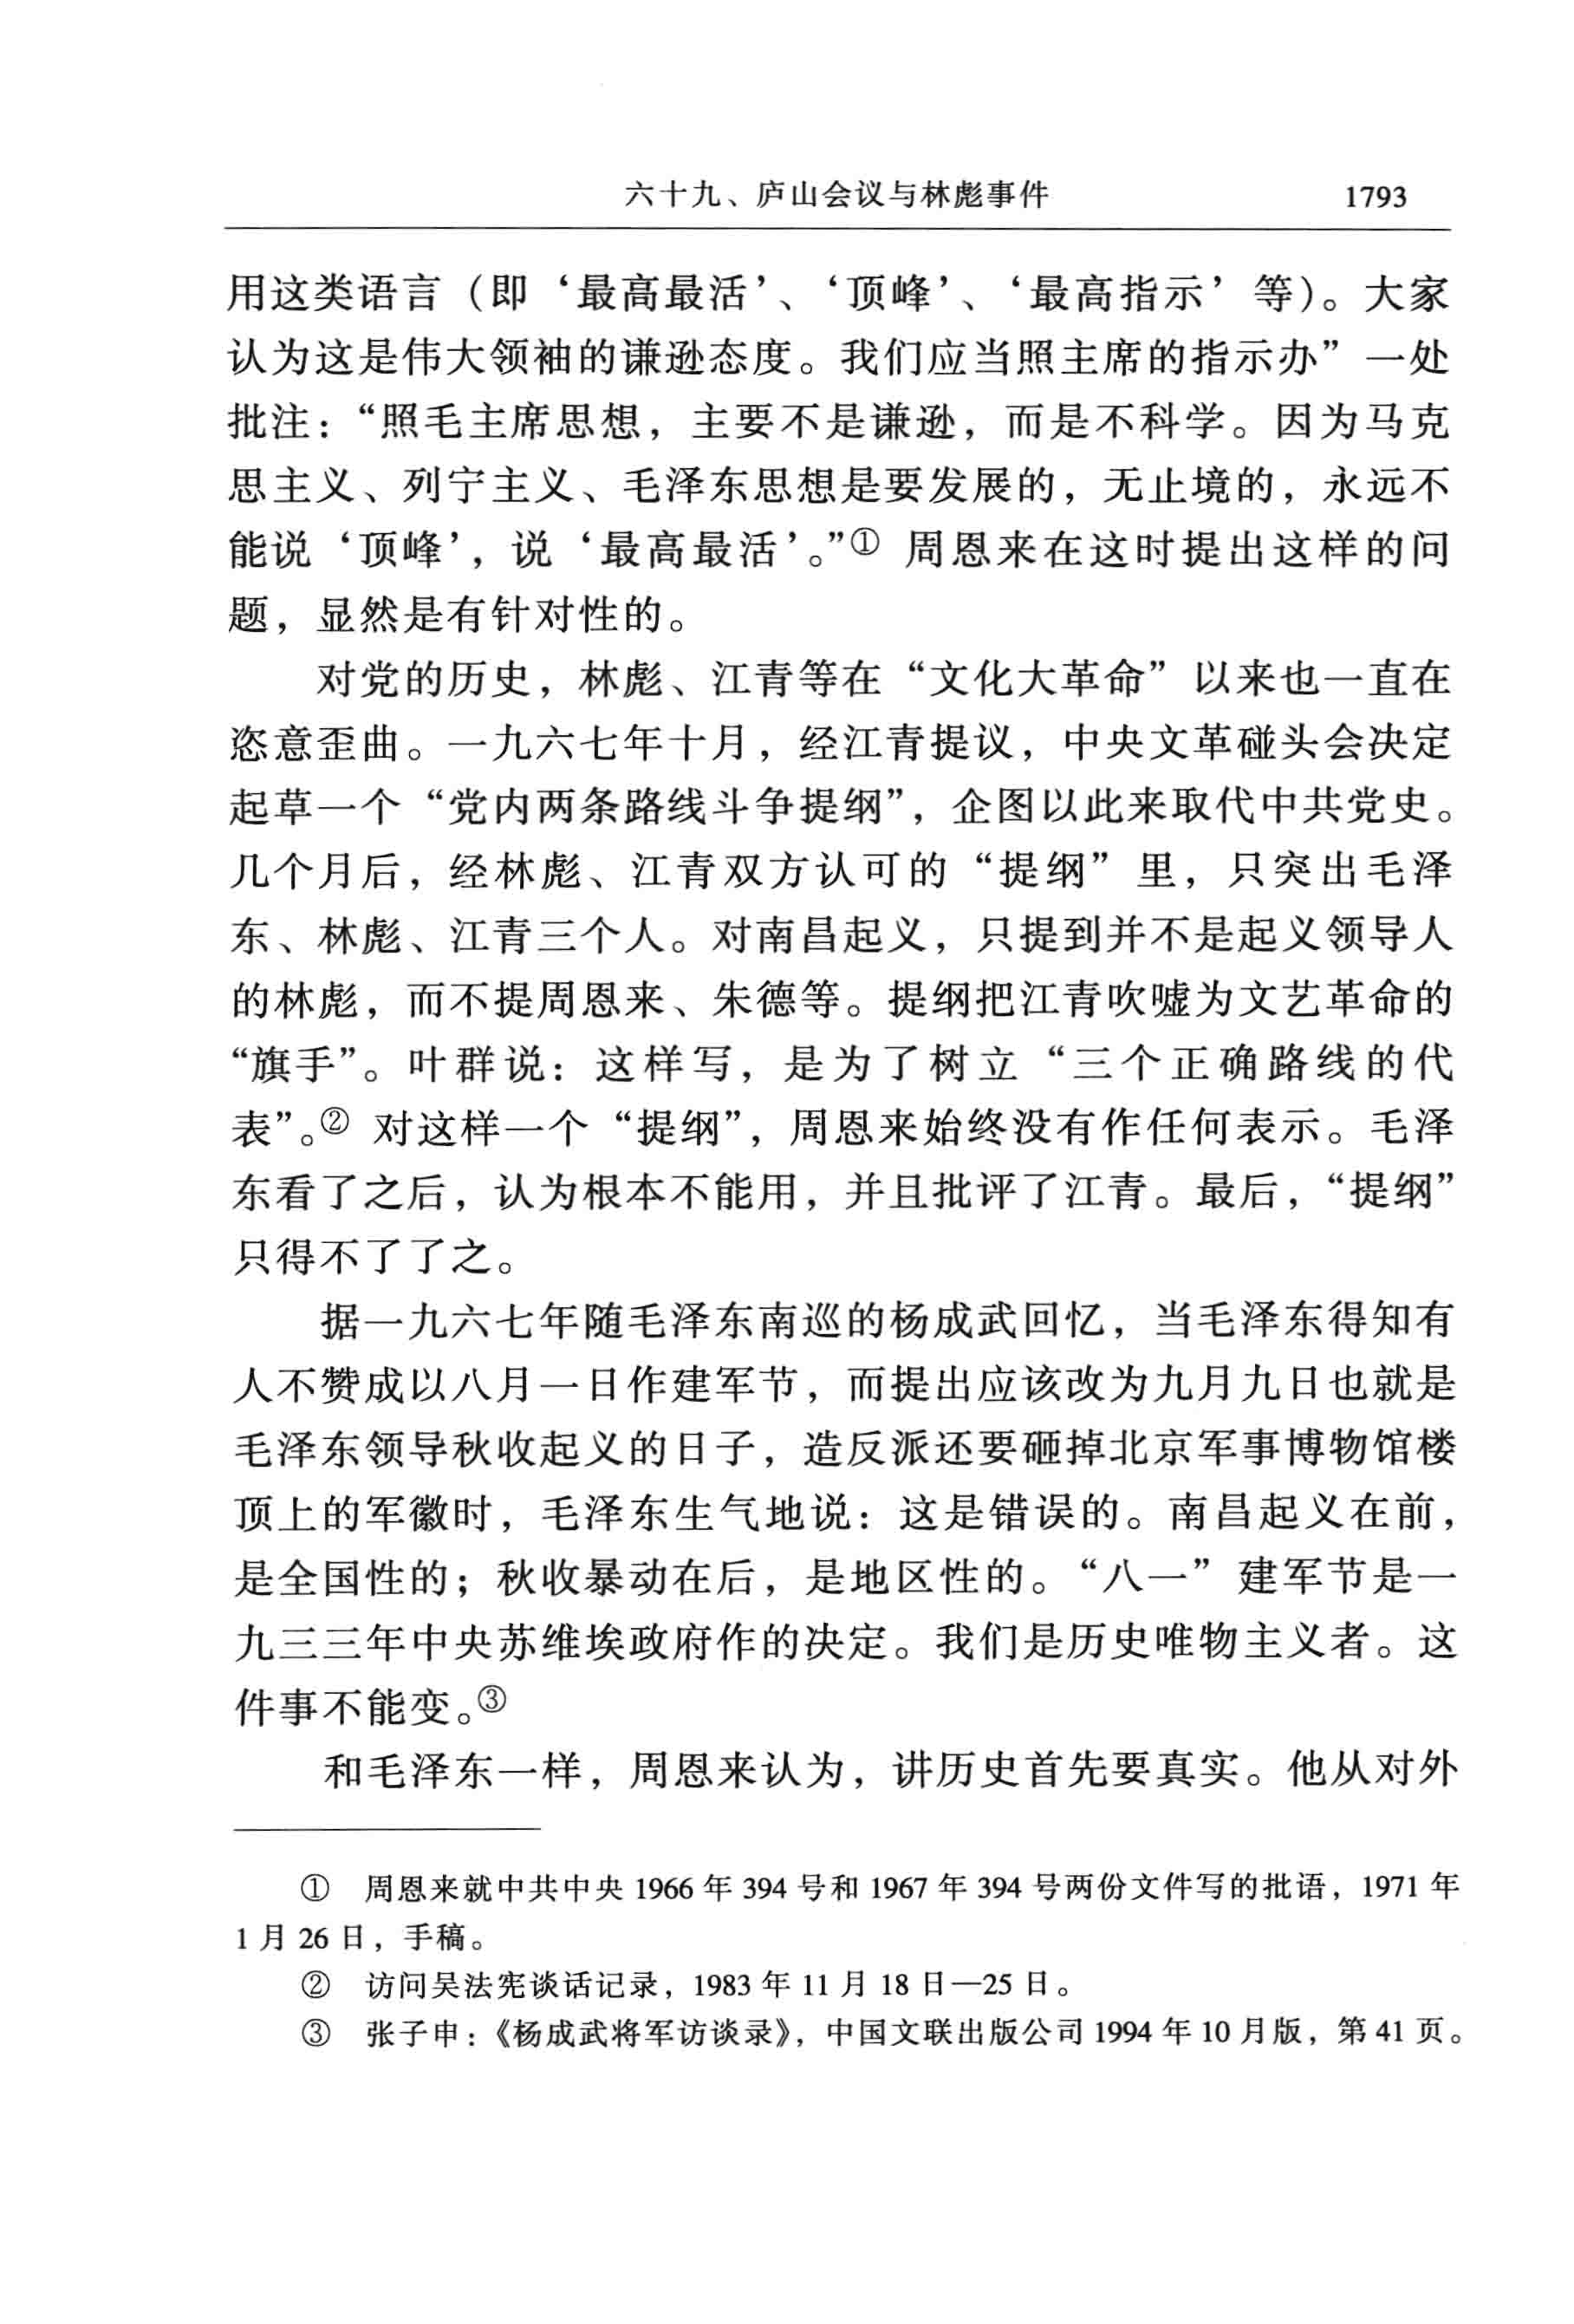 六十九、庐山会议与林彪事件 1793
用这类语言（即‘最高最活’、‘顶峰’、‘最高指示’等）。大家
认为这是伟大领袖的谦逊态度。我们应当照主席的指示办”一处
批注：“照毛主席思想，主要不是谦逊，而是不科学。因为马克
思主义、列宁主义、毛泽东思想是要发展的，无止境的，永远不
能说‘顶峰’，说‘最高最活’。”① 周恩来在这时提出这样的问
题，显然是有针对性的。
对党的历史，林彪、江青等在“文化大革命”以来也一直在
恣意歪曲。一九六七年十月，经江青提议，中央文革碰头会决定
起草一个“党内两条路线斗争提纲”，企图以此来取代中共党史。
几个月后，经林彪、江青双方认可的“提纲”里，只突出毛泽
东、林彪、江青三个人。对南昌起义，只提到并不是起义领导人
的林彪，而不提周恩来、朱德等。提纲把江青吹嘘为文艺革命的
“旗手”。叶群说：这样写，是为了树立“三个正确路线的代
表”。② 对这样一个“提纲”，周恩来始终没有作任何表示。毛泽
东看了之后，认为根本不能用，并且批评了江青。最后，“提纲”
只得不了了之。
据一九六七年随毛泽东南巡的杨成武回忆，当毛泽东得知有
人不赞成以八月一日作建军节，而提出应该改为九月九日也就是
毛泽东领导秋收起义的日子，造反派还要砸掉北京军事博物馆楼
顶上的军徽时，毛泽东生气地说：这是错误的。南昌起义在前，
是全国性的；秋收暴动在后，是地区性的。“八一”建军节是一
九三三年中央苏维埃政府作的决定。我们是历史唯物主义者。这
件事不能变。③
和毛泽东一样，周恩来认为，讲历史首先要真实。他从对外
① 周恩来就中共中央 1966 年 394 号和 1967 年 394 号两份文件写的批语，1971 年
1 月 26 日，手稿。
② 访问吴法宪谈话记录，1983 年 11 月 18 日—25 日。
③ 张子申：《杨成武将军访谈录》，中国文联出版公司 1994 年 10 月版，第 41 页。